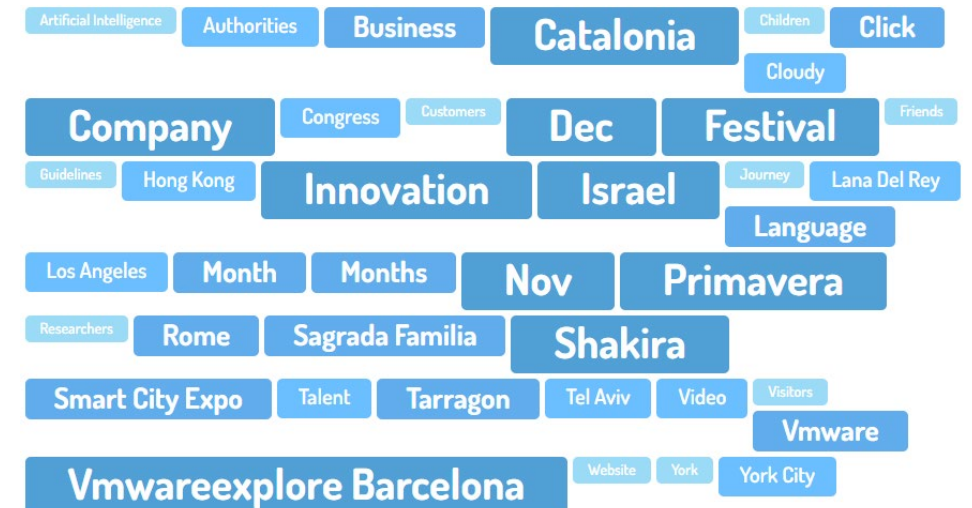 Artificial Intelligence Authorities Business Catalonia Children Click
Cloudy
Company Congress Customers Dec Festival Friends
Guidelines Hong Kong Innovation Israel Journey Lana Del Rey
Language
Los Angeles Month Months Nov Primavera
Researchers Rome Sagrada Familia Shakira
Smart City Expo Talent Tarragon Tel Aviv Video Visitors
Vmware
Vmwareexplore Barcelona Website York York City